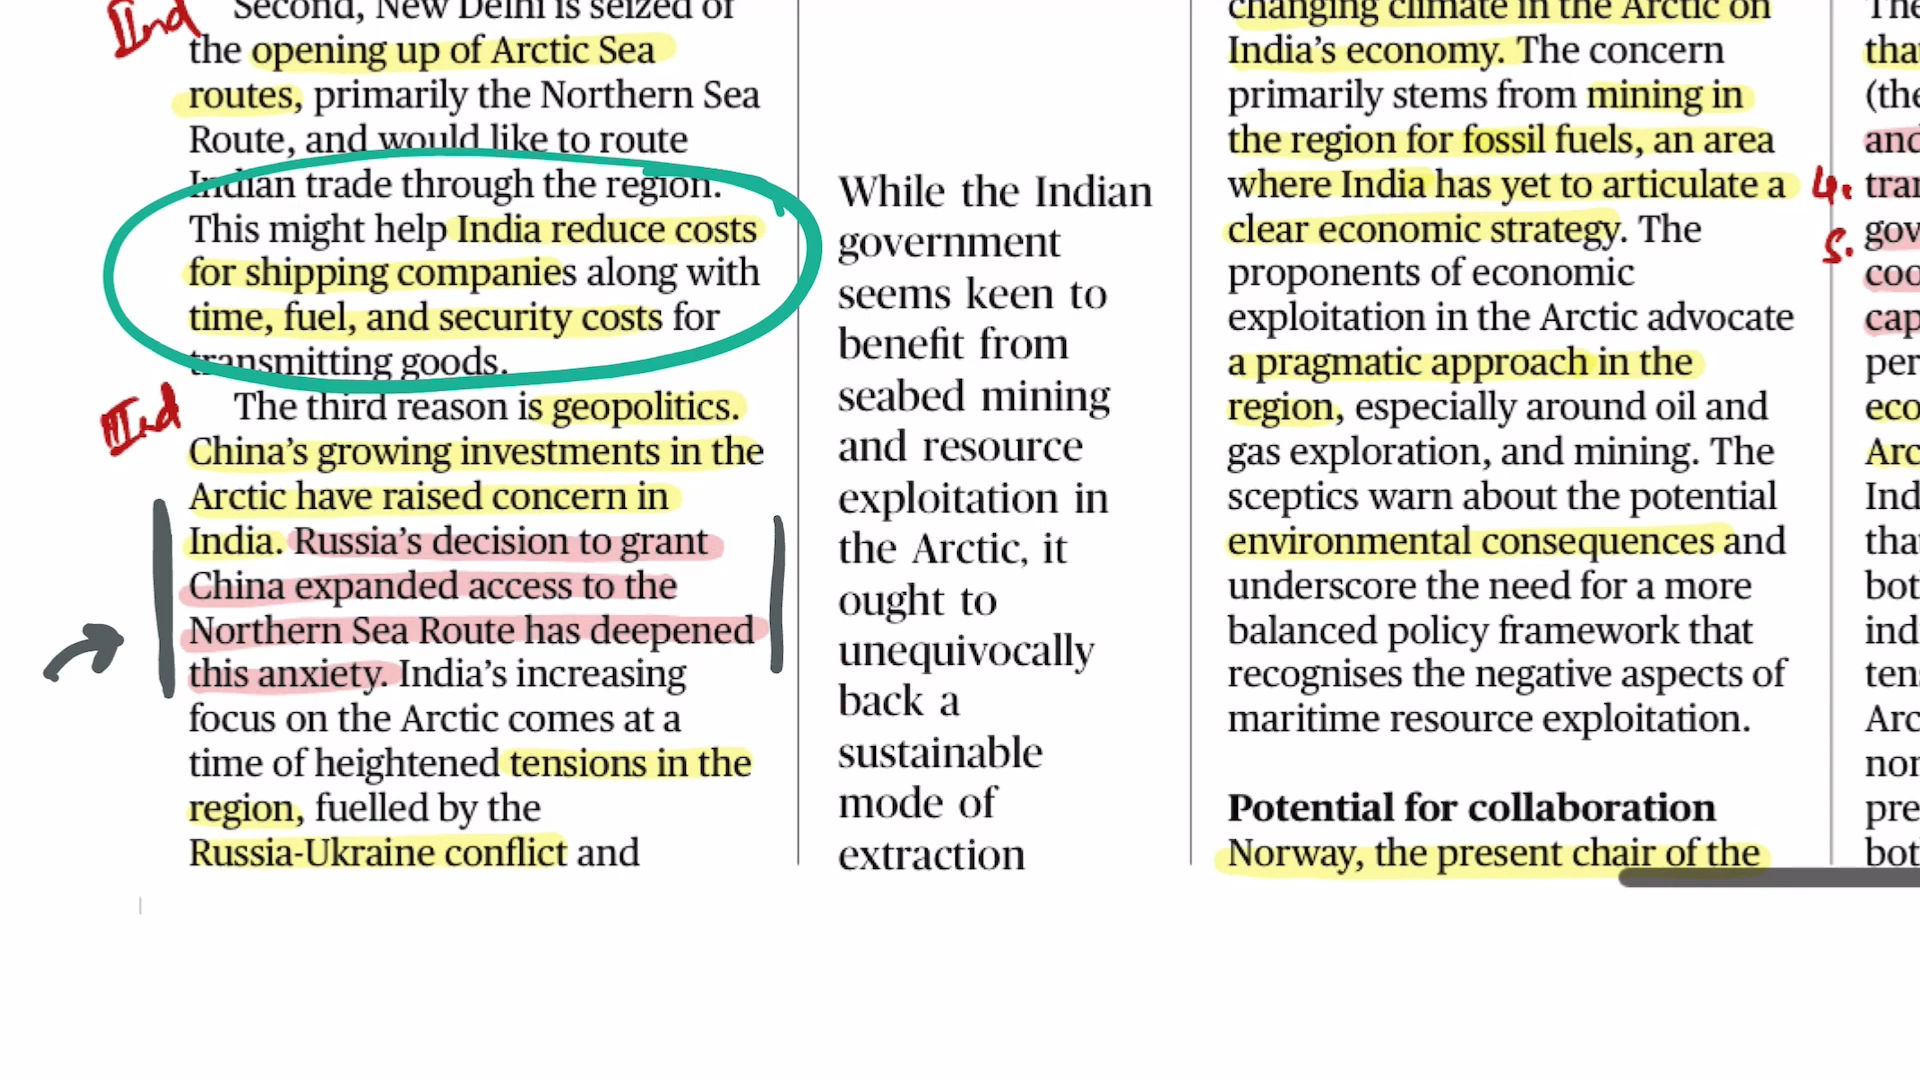 IInd
Second, New Delhi is seized of
the opening up of Arctic Sea
routes, primarily the Northern Sea
Route, and would like to route
Indian trade through the region.
This might help India reduce costs
for shipping companies along with
time, fuel, and security costs for
transmitting goods.
IIIrd
The third reason is geopolitics.
China’s growing investments in the
Arctic have raised concern in
India. Russia’s decision to grant
China expanded access to the
Northern Sea Route has deepened
this anxiety. India’s increasing
focus on the Arctic comes at a
time of heightened tensions in the
region, fuelled by the
Russia-Ukraine conflict and
While the Indian
government
seems keen to
benefit from
seabed mining
and resource
exploitation in
the Arctic, it
ought to
unequivocally
back a
sustainable
mode of
extraction
changing climate in the Arctic on
India’s economy. The concern
primarily stems from mining in
the region for fossil fuels, an area
where India has yet to articulate a
clear economic strategy. The
proponents of economic
exploitation in the Arctic advocate
a pragmatic approach in the
region, especially around oil and
gas exploration, and mining. The
sceptics warn about the potential
environmental consequences and
underscore the need for a more
balanced policy framework that
recognises the negative aspects of
maritime resource exploitation.
Potential for collaboration
Norway, the present chair of the
4.
5.